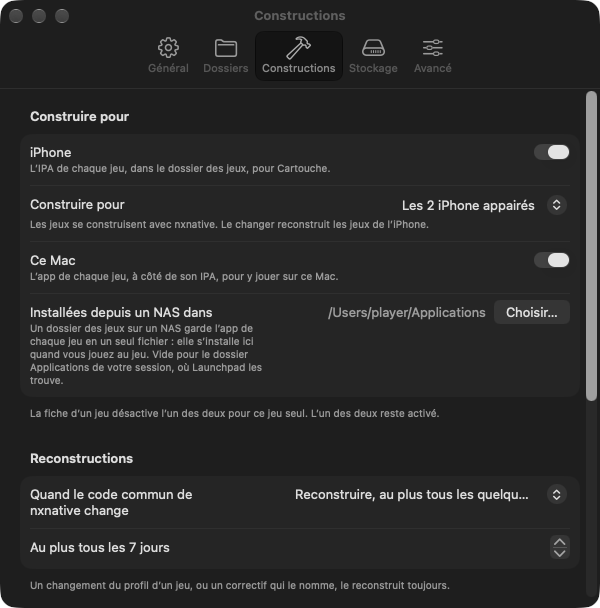 Constructions
Général
Dossiers
Constructions
Stockage
Avancé
Construire pour
iPhone
L'IPA de chaque jeu, dans le dossier des jeux, pour Cartouche.
Construire pour
Les 2 iPhone appairés
Les jeux se construisent avec nxnative. Le changer reconstruit les jeux de l'iPhone.
Ce Mac
L'app de chaque jeu, à côté de son IPA, pour y jouer sur ce Mac.
Installées depuis un NAS dans
/Users/player/Applications
Choisir...
Un dossier des jeux sur un NAS garde l'app de
chaque jeu en un seul fichier : elle s'installe ici
quand vous jouez au jeu. Vide pour le dossier
Applications de votre session, où Launchpad les
trouve.
La fiche d'un jeu désactive l'un des deux pour ce jeu seul. L'un des deux reste activé.
Reconstructions
Quand le code commun de
nxnative change
Reconstruire, au plus tous les quelqu...
Au plus tous les 7 jours
Un changement du profil d'un jeu, ou un correctif qui le nomme, le reconstruit toujours.